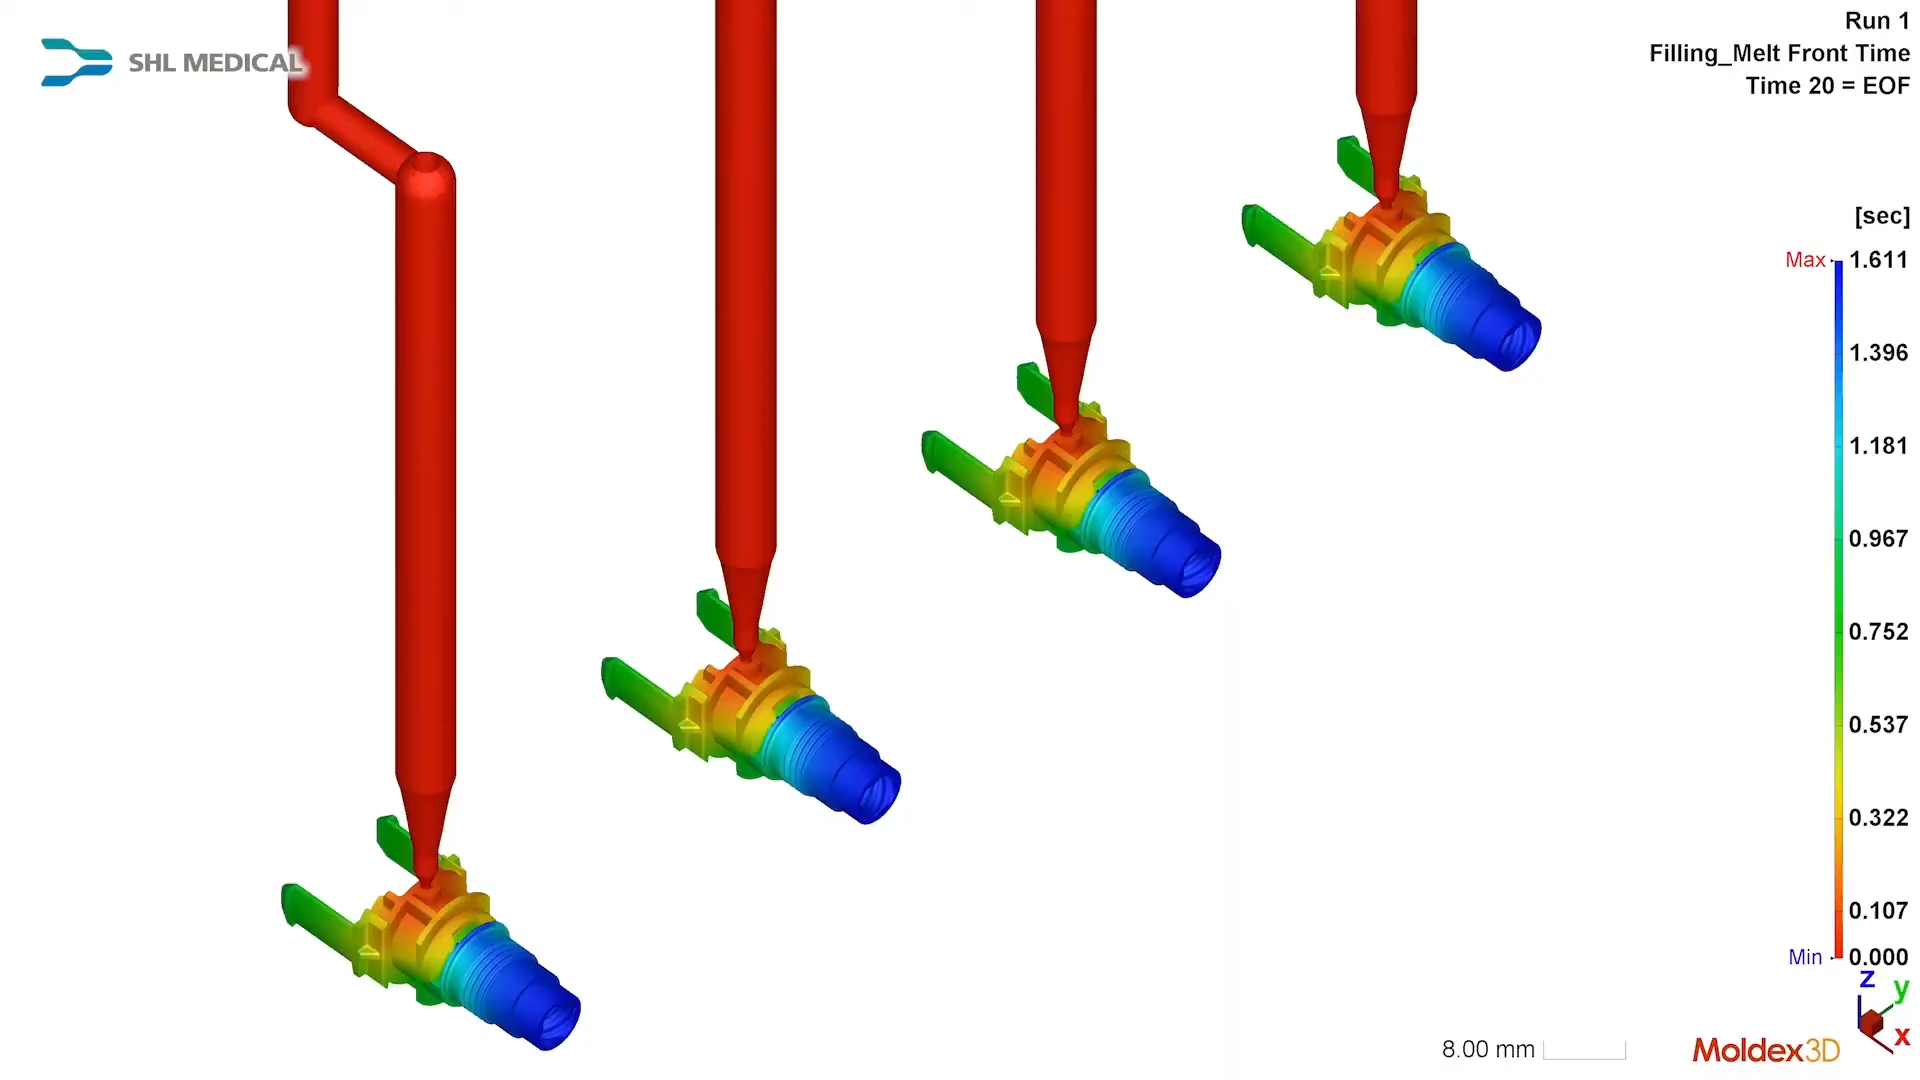 SHL MEDICAL
Run 1
Filling_Melt Front Time
Time 20 = EOF
[sec]
Max 1.611
1.396
1.181
0.967
0.752
0.537
0.322
0.107
Min 0.000
z
y
x
8.00 mm
Moldex3D